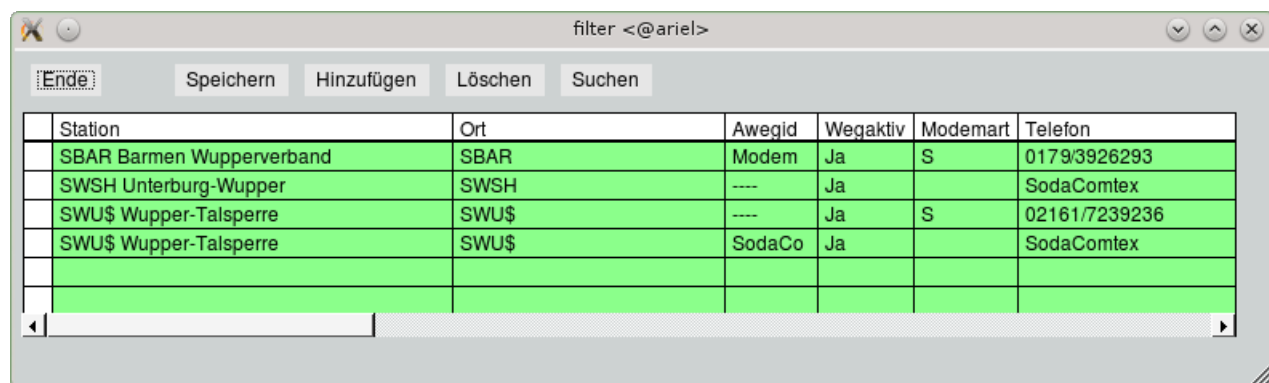 filter <@ariel>
Ende Speichern Hinzufügen Löschen Suchen
Station Ort Awegid Wegaktiv Modemart Telefon
SBAR Barmen Wupperverband SBAR Modem Ja S 0179/3926293
SWSH Unterburg-Wupper SWSH ---- Ja SodaComtex
SWU$ Wupper-Talsperre SWU$ ---- Ja S 02161/7239236
SWU$ Wupper-Talsperre SWU$ SodaCo Ja SodaComtex